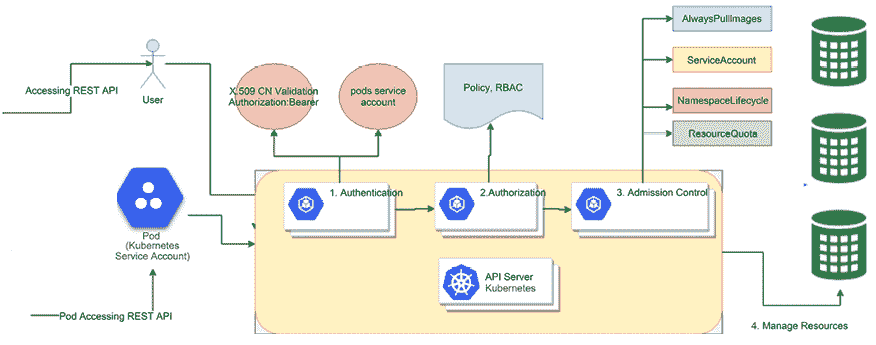 Accessing REST API
User
X.509 CN Validation
Authorization:Bearer
pods service
account
Policy, RBAC
AlwaysPullImages
ServiceAccount
NamespaceLifecycle
ResourceQuota
1. Authentication
2.Authorization
3. Admission Control
Pod
(Kubernetes
Service Account)
API Server
Kubernetes
Pod Accessing REST API
4. Manage Resources